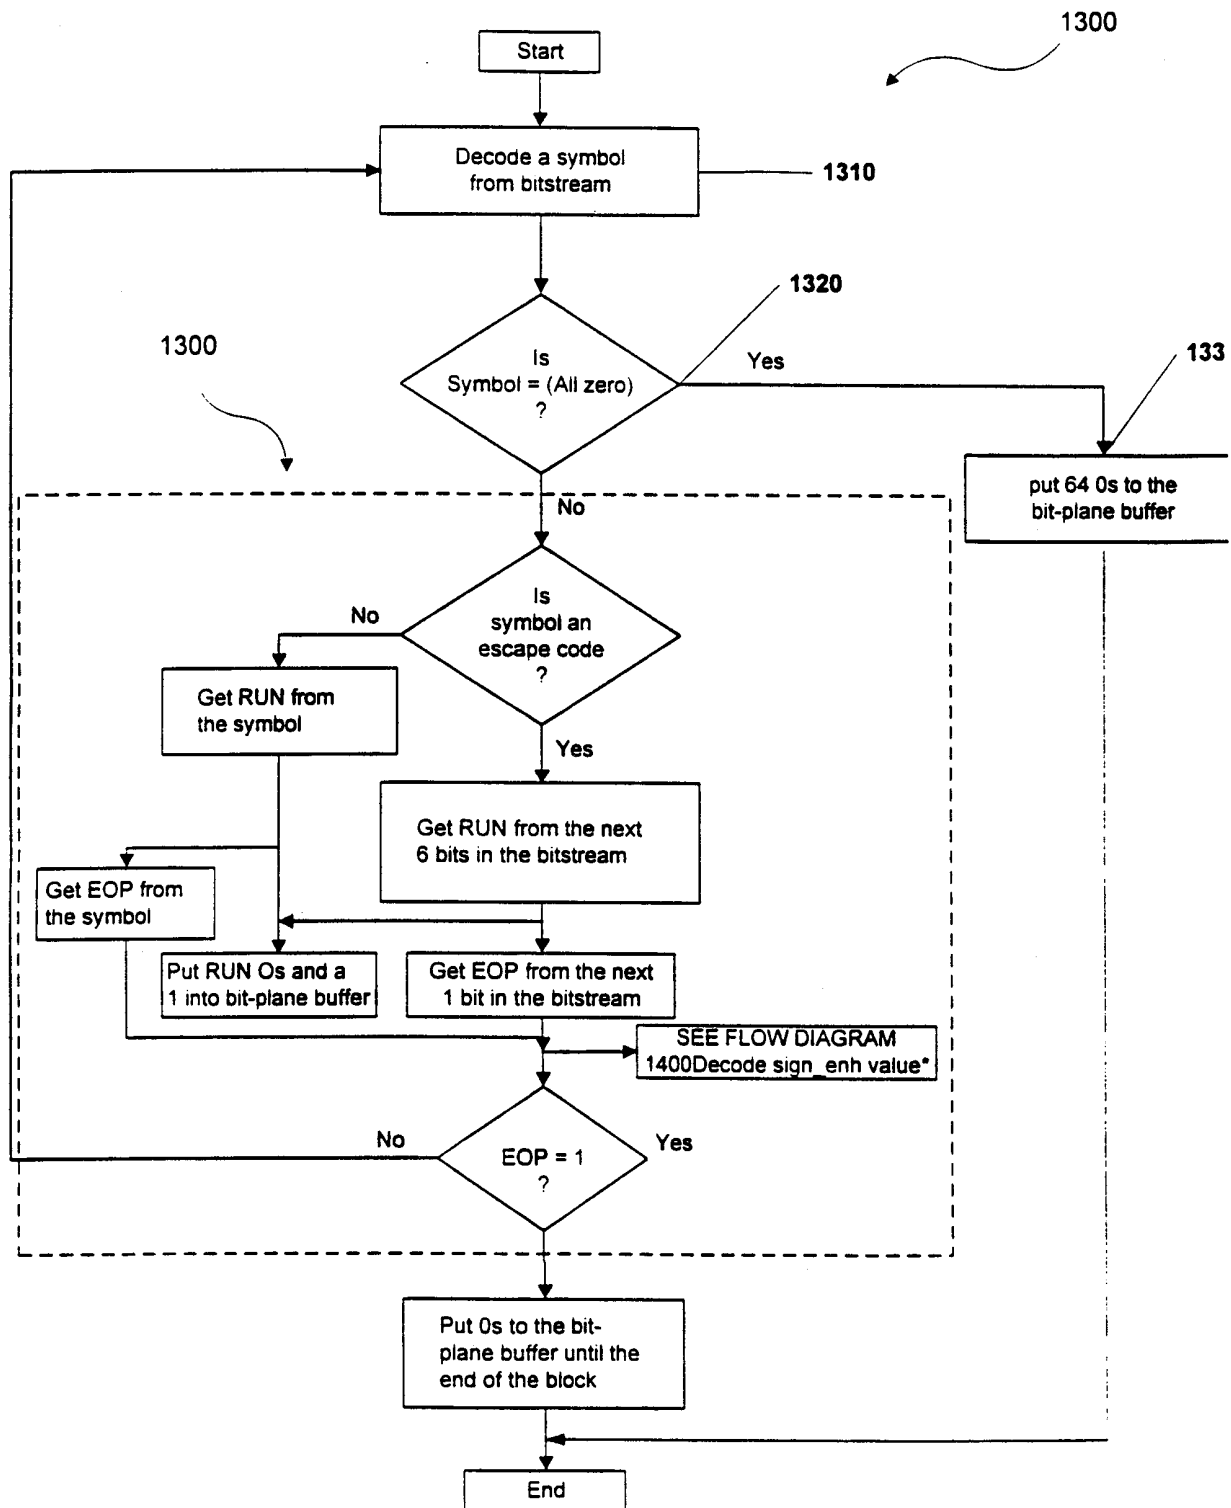 1300
Start
Decode a symbol
from bitstream
1310
1320
133
1300
Is
Symbol = (All zero)
?
Yes
put 64 0s to the
bit-plane buffer
No
Is
symbol an
escape code
?
No
Get RUN from
the symbol
Yes
Get RUN from the next
6 bits in the bitstream
Get EOP from
the symbol
Put RUN Os and a
1 into bit-plane buffer
Get EOP from the next
1 bit in the bitstream
SEE FLOW DIAGRAM
1400Decode sign_enh value*
No
Yes
EOP = 1
?
Put 0s to the bit-
plane buffer until the
end of the block
End